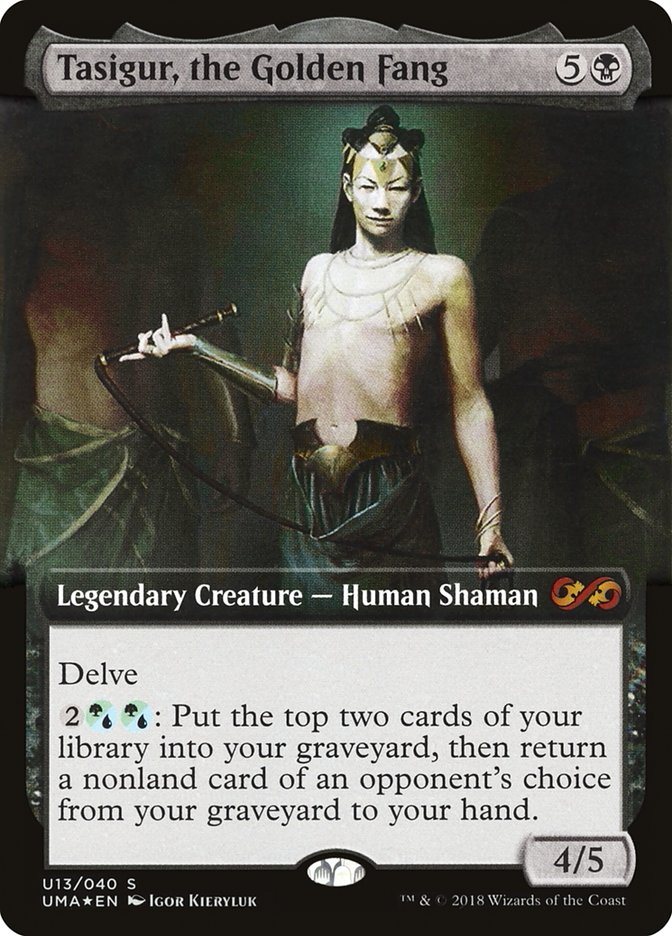 Tasigur, the Golden Fang 5
Legendary Creature — Human Shaman
Delve
2: Put the top two cards of your
library into your graveyard, then return
a nonland card of an opponent's choice
from your graveyard to your hand.
4/5
U13/040 S
UMA★EN Igor Kieryluk
™ & © 2018 Wizards of the Coast